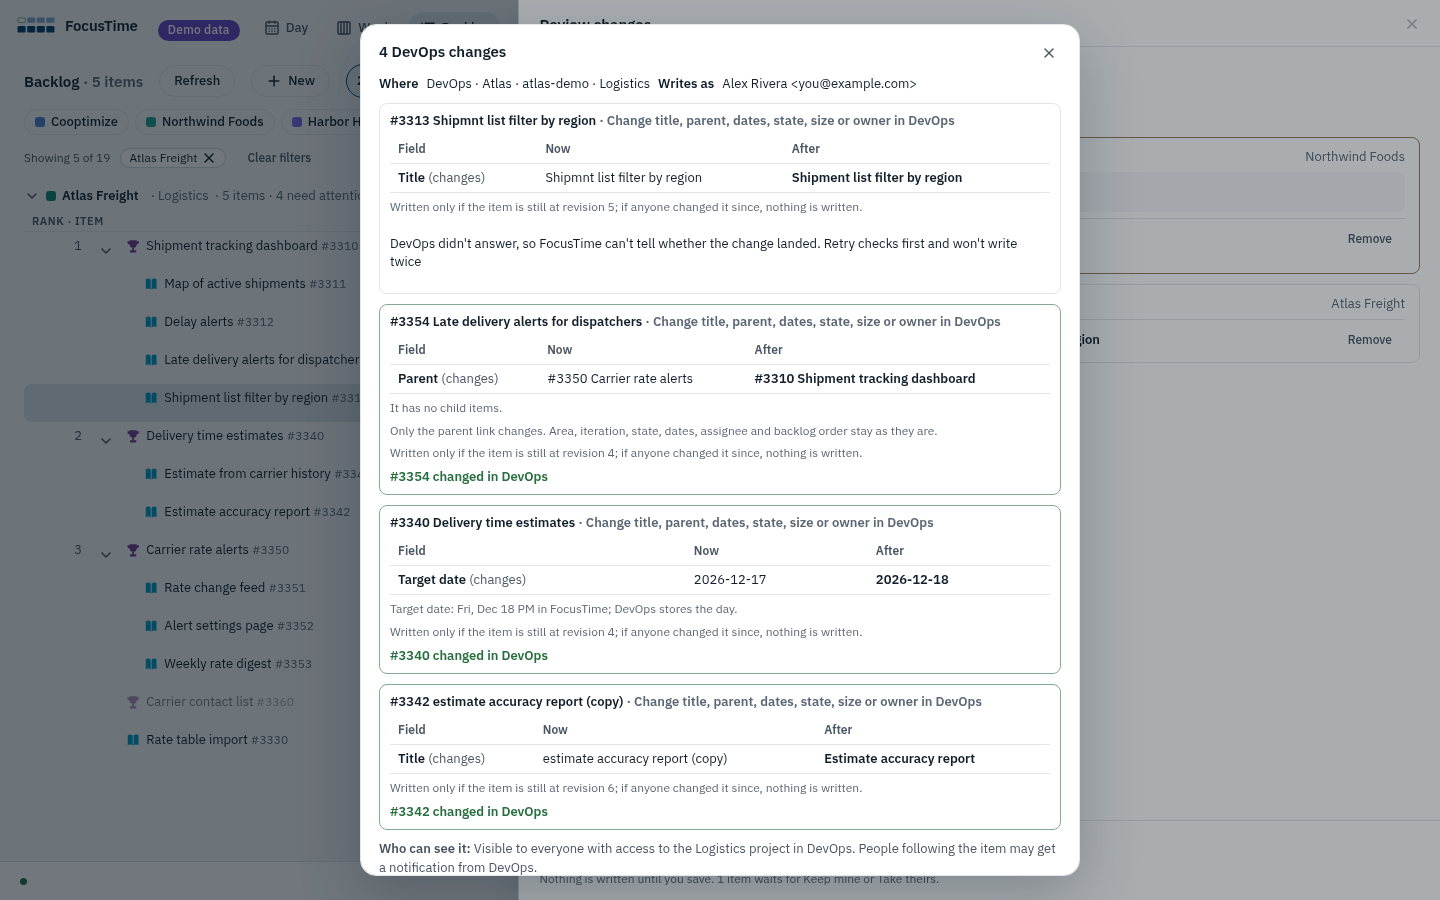 FocusTime
Demo data
Day
Review changes
Backlog · 5 items
Refresh
New
Cooptimize
Northwind Foods
Harbor H
Showing 5 of 19
Atlas Freight
Clear filters
Atlas Freight · Logistics · 5 items · 4 need attentio
RANK · ITEM
1
Shipment tracking dashboard #3310
Map of active shipments #3311
Delay alerts #3312
Late delivery alerts for dispatcher
Shipment list filter by region #331
2
Delivery time estimates #3340
Estimate from carrier history #334
Estimate accuracy report #3342
3
Carrier rate alerts #3350
Rate change feed #3351
Alert settings page #3352
Weekly rate digest #3353
Carrier contact list #3360
Rate table import #3330
4 DevOps changes
Where DevOps · Atlas · atlas-demo · Logistics Writes as Alex Rivera <you@example.com>
#3313 Shipmnt list filter by region · Change title, parent, dates, state, size or owner in DevOps
Field Now After
Title (changes) Shipmnt list filter by region Shipment list filter by region
Written only if the item is still at revision 5; if anyone changed it since, nothing is written.
DevOps didn't answer, so FocusTime can't tell whether the change landed. Retry checks first and won't write
twice
#3354 Late delivery alerts for dispatchers · Change title, parent, dates, state, size or owner in DevOps
Field Now After
Parent (changes) #3350 Carrier rate alerts #3310 Shipment tracking dashboard
It has no child items.
Only the parent link changes. Area, iteration, state, dates, assignee and backlog order stay as they are.
Written only if the item is still at revision 4; if anyone changed it since, nothing is written.
#3354 changed in DevOps
#3340 Delivery time estimates · Change title, parent, dates, state, size or owner in DevOps
Field Now After
Target date (changes) 2026-12-17 2026-12-18
Target date: Fri, Dec 18 PM in FocusTime; DevOps stores the day.
Written only if the item is still at revision 4; if anyone changed it since, nothing is written.
#3340 changed in DevOps
#3342 estimate accuracy report (copy) · Change title, parent, dates, state, size or owner in DevOps
Field Now After
Title (changes) estimate accuracy report (copy) Estimate accuracy report
Written only if the item is still at revision 6; if anyone changed it since, nothing is written.
#3342 changed in DevOps
Who can see it: Visible to everyone with access to the Logistics project in DevOps. People following the item may get
a notification from DevOps.
Northwind Foods
Remove
Atlas Freight
gion
Remove
Nothing is written until you save. 1 item waits for Keep mine or Take theirs.